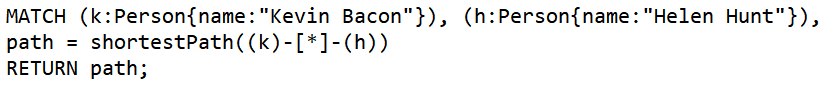 MATCH (k:Person{name:"Kevin Bacon"}), (h:Person{name:"Helen Hunt"}),
path = shortestPath((k)-[*]-(h))
RETURN path;